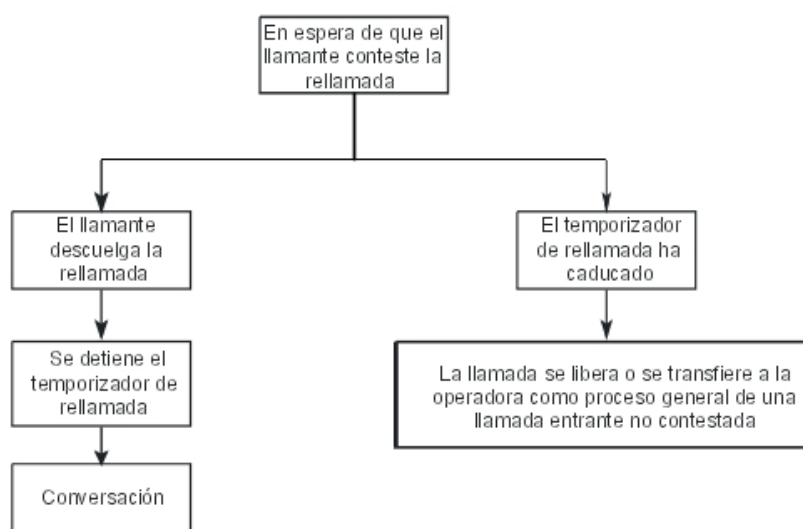 En espera de que el
llamante conteste la
rellamada
El llamante
descuelga la
rellamada
El temporizador
de rellamada ha
caducado
Se detiene el
temporizador de
rellamada
La llamada se libera o se transfiere a la
operadora como proceso general de una
llamada entrante no contestada
Conversación